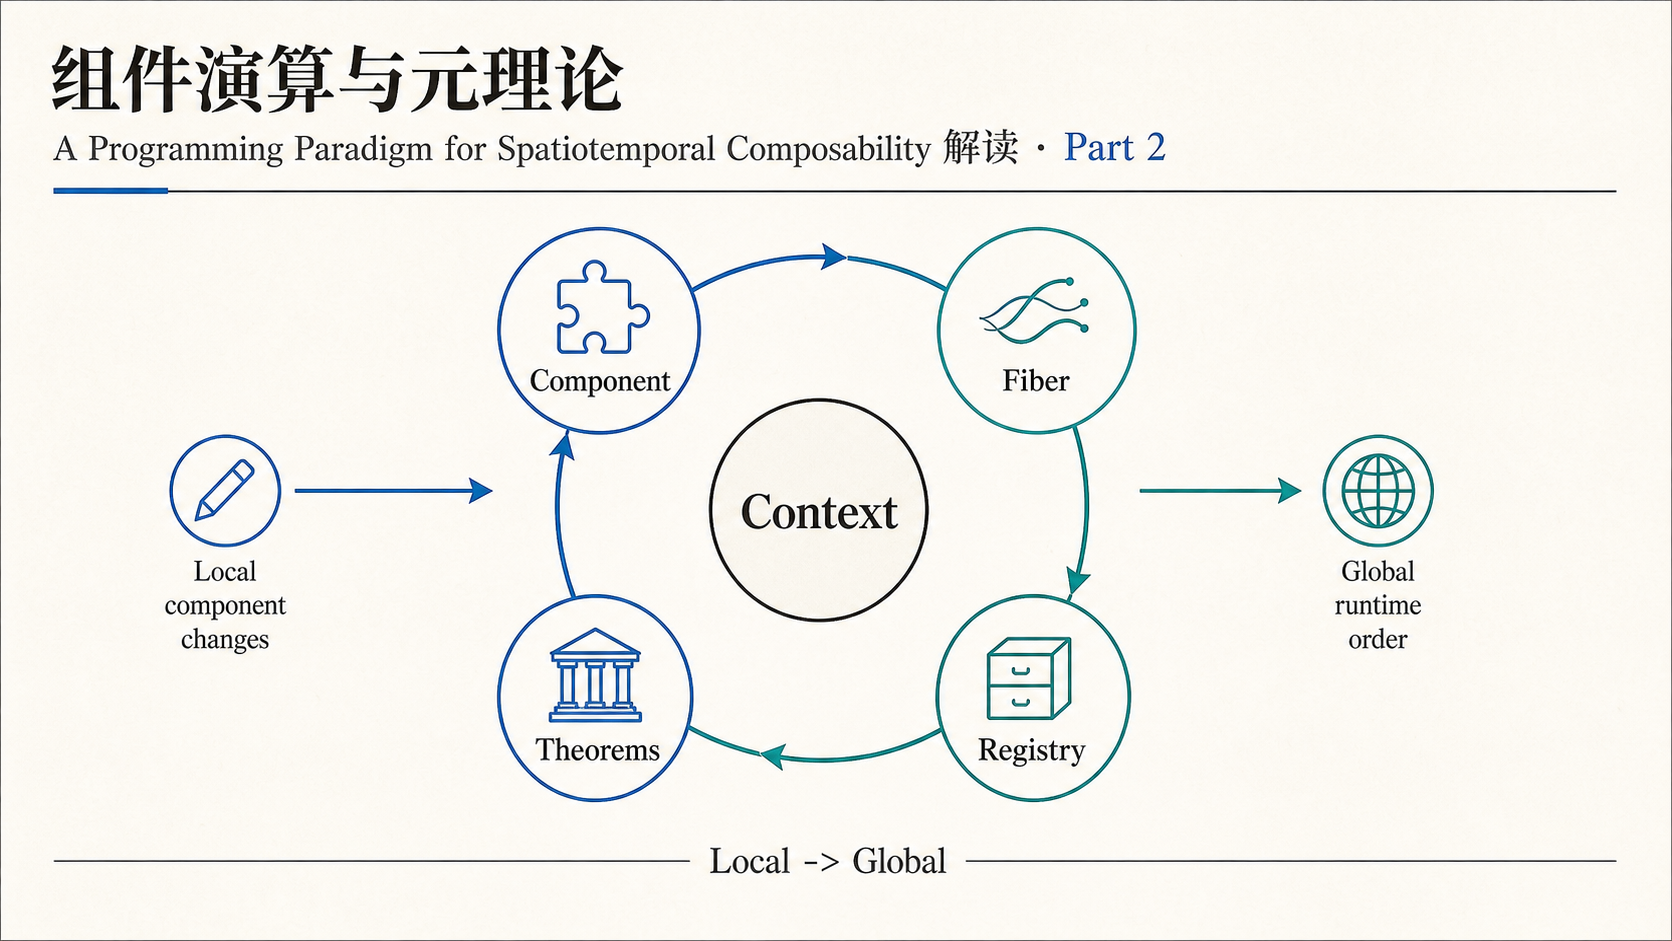 组件演算与元理论
A Programming Paradigm for Spatiotemporal Composability 解读 · Part 2
Component
Fiber
Context
Local
component
changes
Global
runtime
order
Theorems
Registry
Local -> Global